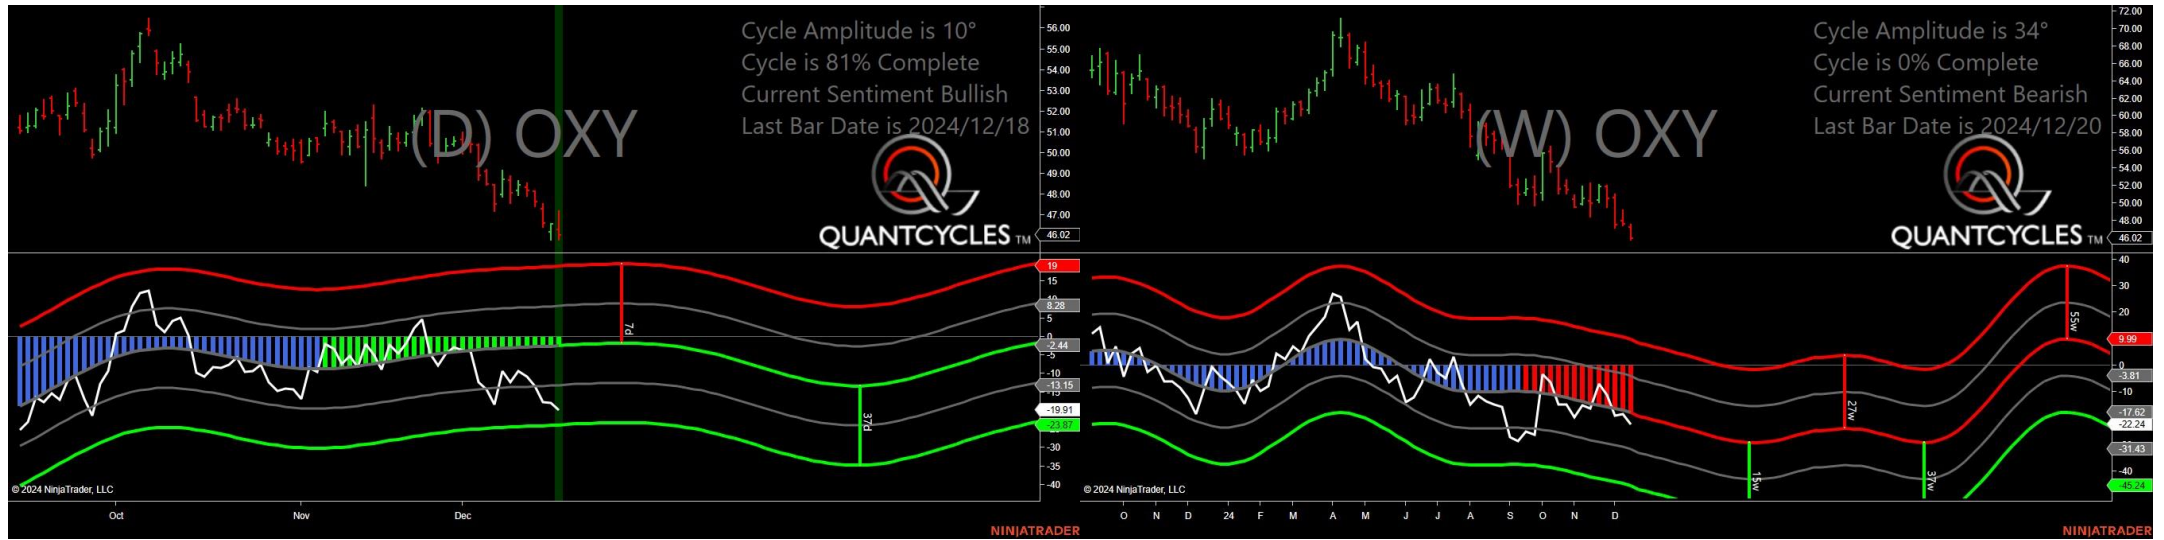 Cycle Amplitude is 10°
Cycle is 81% Complete
Current Sentiment Bullish
Last Bar Date is 2024/12/18
(D) OXY
QUANTCYCLES TM
56.00
55.00
54.00
53.00
52.00
51.00
50.00
49.00
48.00
47.00
46.02
19
15
10
8.28
5
0
-2.44
-5
-10
-13.15
-19.91
-23.87
-30
-35
-40
7d
37d
© 2024 NinjaTrader, LLC
Oct Nov Dec
NINJATRADER
Cycle Amplitude is 34°
Cycle is 0% Complete
Current Sentiment Bearish
Last Bar Date is 2024/12/20
(W) OXY
QUANTCYCLES TM
72.00
70.00
68.00
66.00
64.00
62.00
60.00
58.00
56.00
54.00
52.00
50.00
48.00
46.02
40
30
20
9.99
0
-3.81
-10
-17.62
-22.24
-31.43
-40
-45.24
15w
27w
37w
55w
© 2024 NinjaTrader, LLC
O N D 24 F M A M J J A S O N D
NINJATRADER